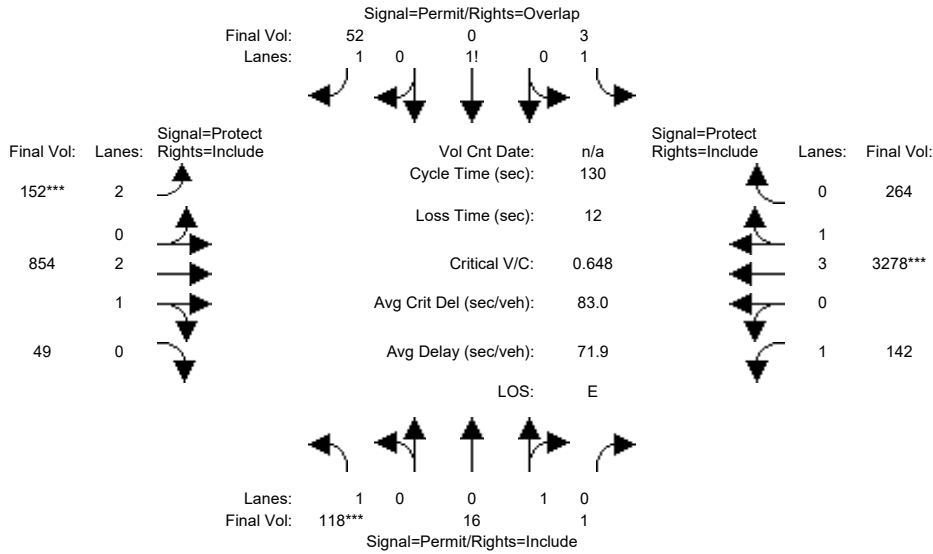 Signal=Permit/Rights=Overlap
Final Vol: 52 0 3
Lanes: 1 0 1! 0 1
Signal=Protect Signal=Protect
Final Vol: Lanes: Rights=Include Vol Cnt Date: n/a Rights=Include Lanes: Final Vol:
Cycle Time (sec): 130
152*** 2 0 264
Loss Time (sec): 12
0 1
854 2 Critical V/C: 0.648 3 3278***
1 Avg Crit Del (sec/veh): 83.0 0
49 0 Avg Delay (sec/veh): 71.9 1 142
LOS: E
Lanes: 1 0 0 1 0
Final Vol: 118*** 16 1
Signal=Permit/Rights=Include